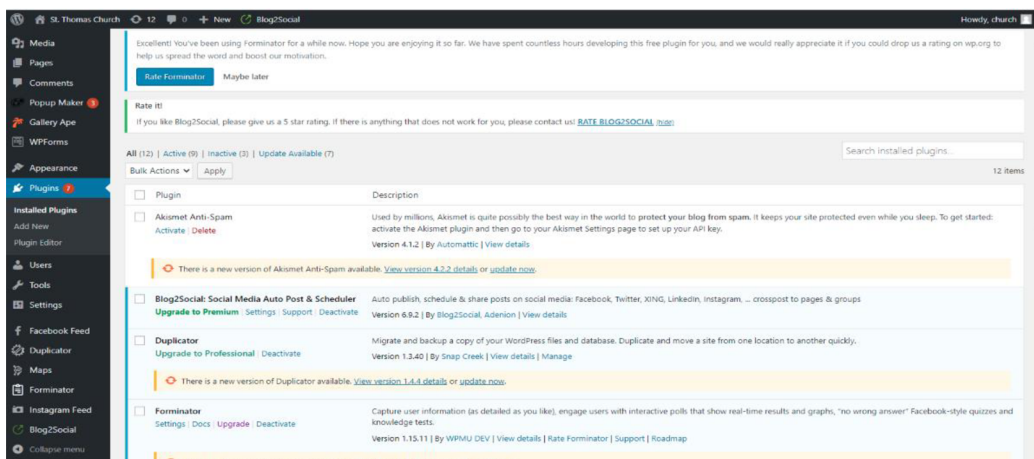 St. Thomas Church 12 0 New Blog2Social Howdy, church
Media
Pages
Comments
Popup Maker 1
Gallery Ape
WPForms
Appearance
Plugins 7
Installed Plugins
Add New
Plugin Editor
Users
Tools
Settings
Facebook Feed
Duplicator
Maps
Forminator
Instagram Feed
Blog2Social
Collapse menu
Excellent! You've been using Forminator for a while now. Hope you are enjoying it so far. We have spent countless hours developing this free plugin for you, and we would really appreciate it if you could drop us a rating on wp.org to
help us spread the word and boost our motivation.
Rate Forminator Maybe later
Rate it!
If you like Blog2Social, please give us a 5 star rating. If there is anything that does not work for you, please contact us! RATE BLOG2SOCIAL (hide)
All (12) | Active (9) | Inactive (3) | Update Available (7)
Search installed plugins...
Bulk Actions Apply
12 items
Plugin Description
Akismet Anti-Spam
Activate | Delete
Used by millions, Akismet is quite possibly the best way in the world to protect your blog from spam. It keeps your site protected even while you sleep. To get started:
activate the Akismet plugin and then go to your Akismet Settings page to set up your API key.
Version 4.1.2 | By Automattic | View details
There is a new version of Akismet Anti-Spam available. View version 4.2.2 details or update now.
Blog2Social: Social Media Auto Post & Scheduler
Upgrade to Premium | Settings | Support | Deactivate
Auto publish, schedule & share posts on social media: Facebook, Twitter, XING, LinkedIn, Instagram, ... crosspost to pages & groups
Version 6.9.2 | By Blog2Social, Adenion | View details
Duplicator
Upgrade to Professional | Deactivate
Migrate and backup a copy of your WordPress files and database. Duplicate and move a site from one location to another quickly.
Version 1.3.40 | By Snap Creek | View details | Manage
There is a new version of Duplicator available. View version 1.4.4 details or update now.
Forminator
Settings | Docs | Upgrade | Deactivate
Capture user information (as detailed as you like), engage users with interactive polls that show real-time results and graphs, "no wrong answer" Facebook-style quizzes and
knowledge tests.
Version 1.15.11 | By WPMU DEV | View details | Rate Forminator | Support | Roadmap